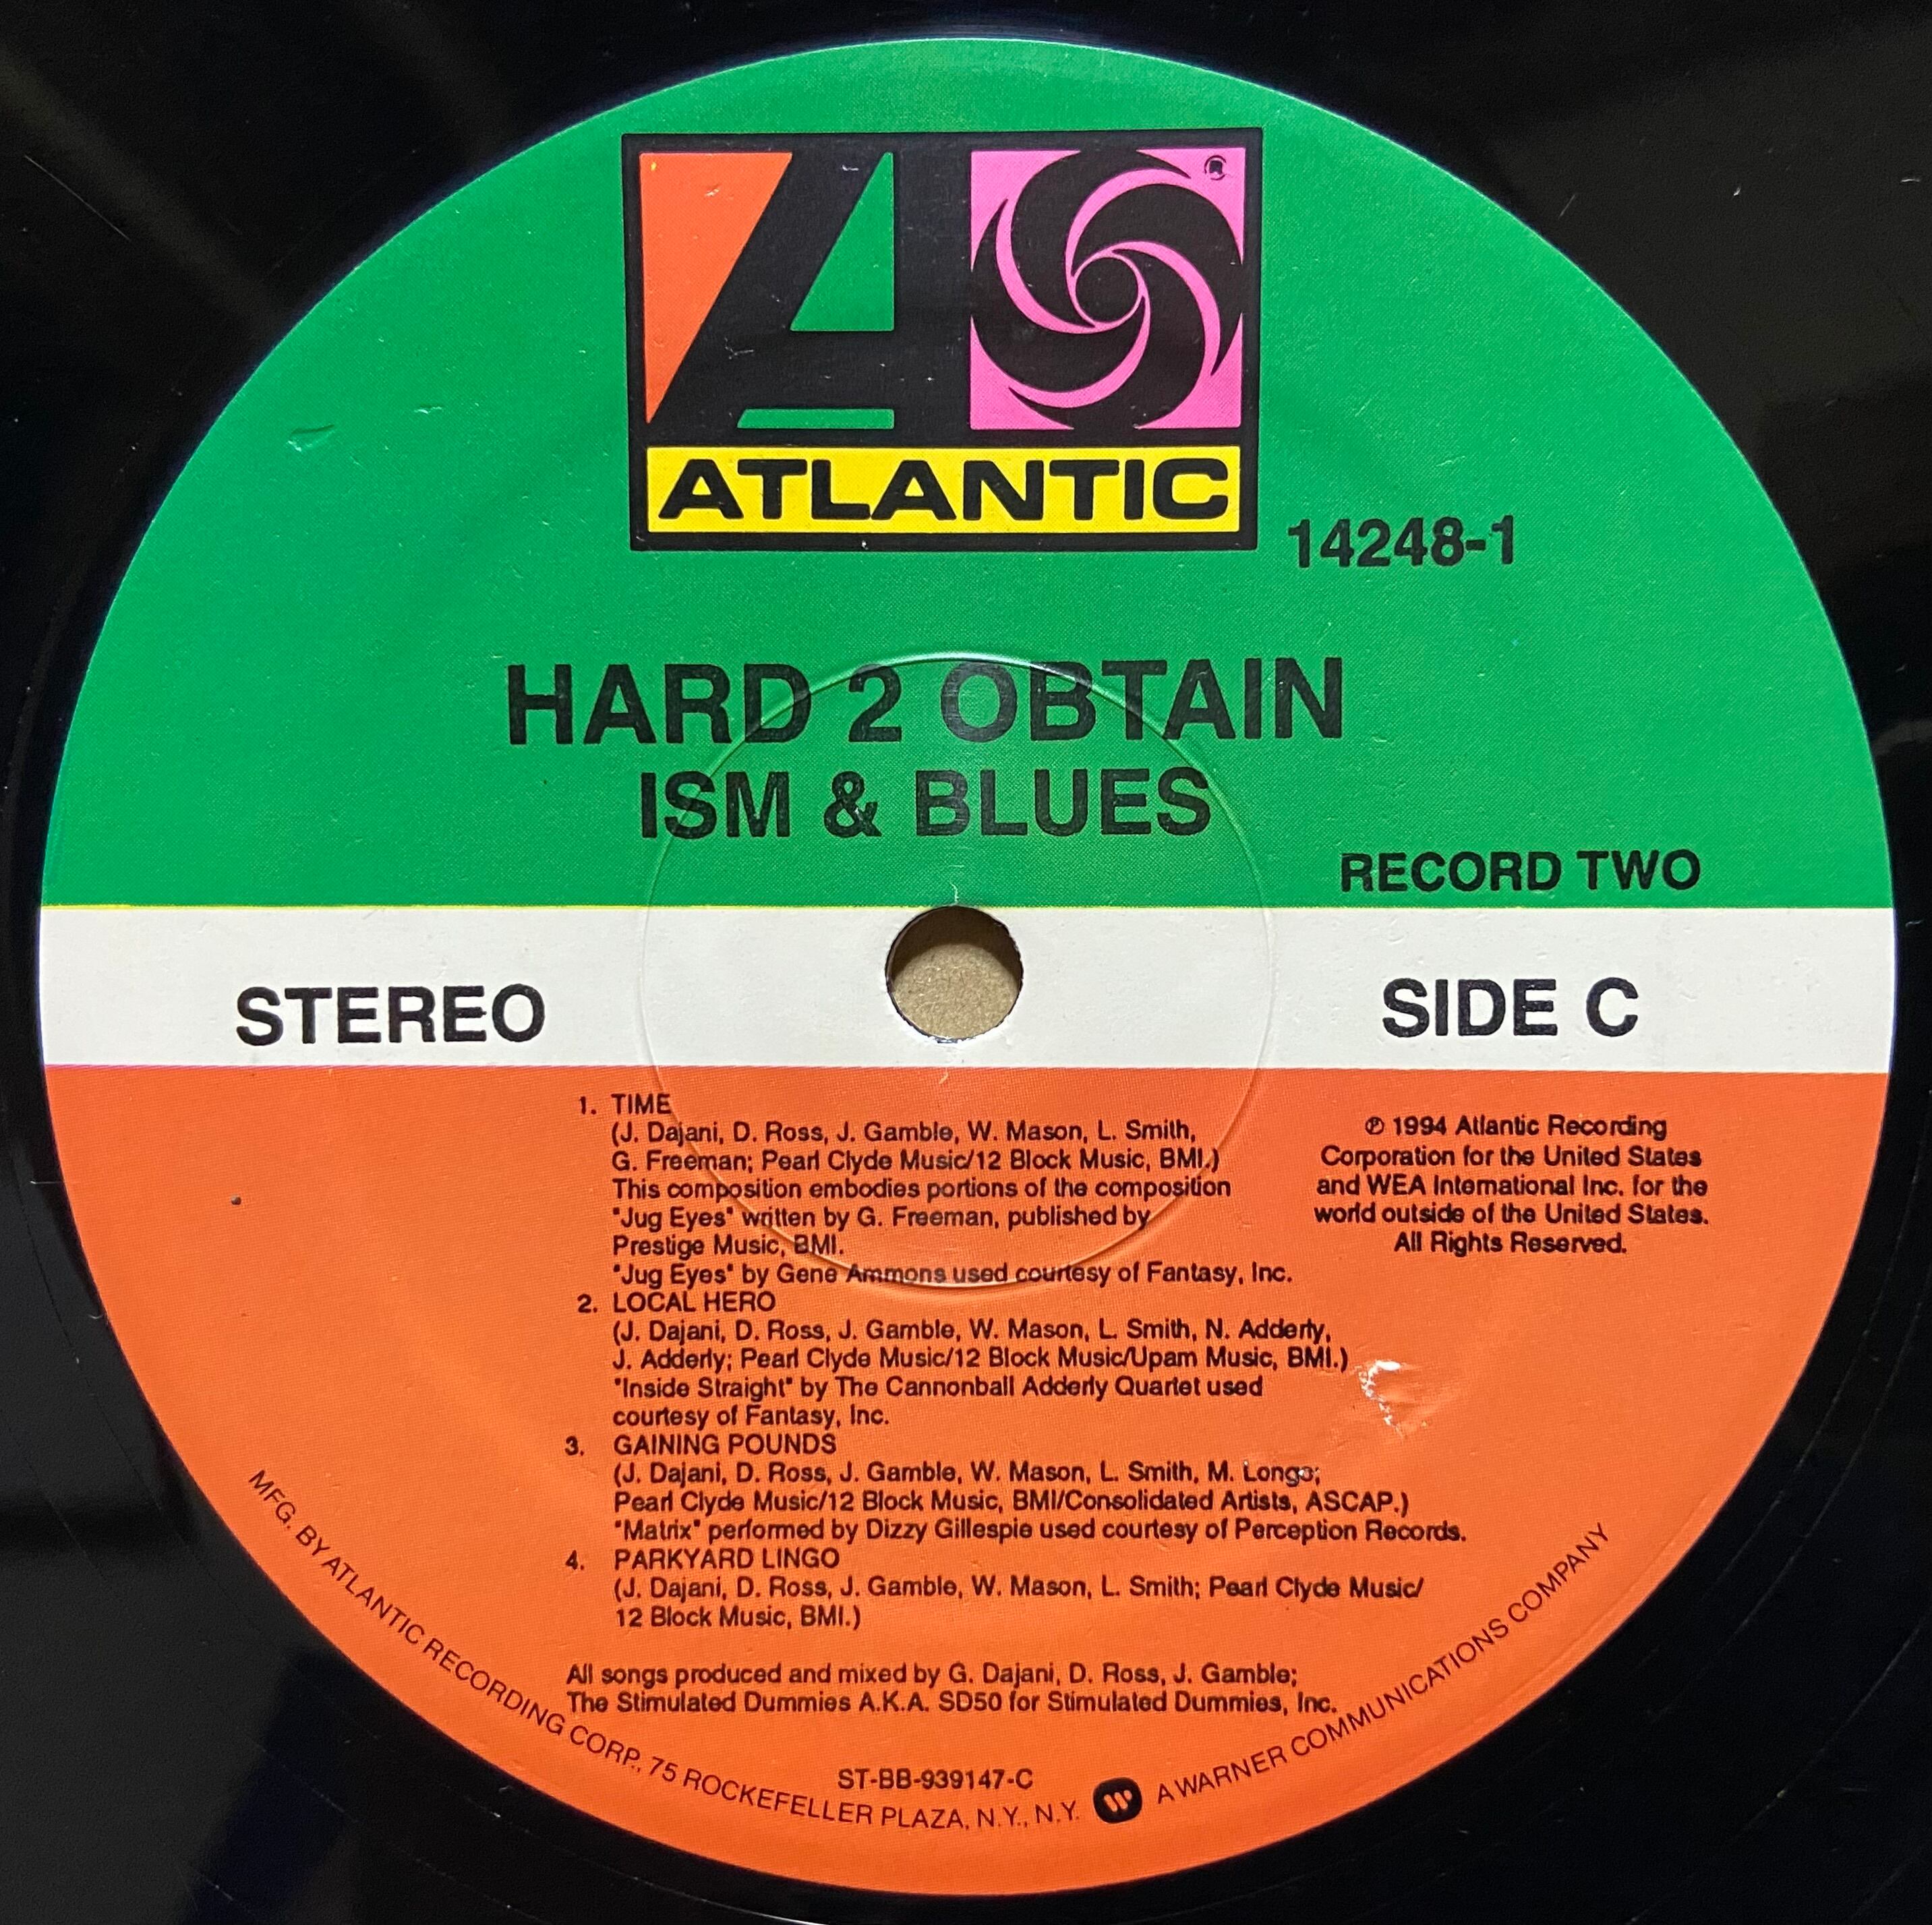 ATLANTIC
14248-1
HARD 2 OBTAIN
ISM & BLUES
RECORD TWO
STEREO
SIDE C
1. TIME
(J. Dajani, D. Ross, J. Gamble, W. Mason, L. Smith,
G. Freeman; Pearl Clyde Music/12 Block Music, BMI.)
This composition embodies portions of the composition
"Jug Eyes" written by G. Freeman, published by
Prestige Music, BMI.
"Jug Eyes" by Gene Ammons used courtesy of Fantasy, Inc.
2. LOCAL HERO
(J. Dajani, D. Ross, J. Gamble, W. Mason, L. Smith, N. Adderly,
J. Adderly; Pearl Clyde Music/12 Block Music/Upam Music, BMI.)
"Inside Straight" by The Cannonball Adderly Quartet used
courtesy of Fantasy, Inc.
3. GAINING POUNDS
(J. Dajani, D. Ross, J. Gamble, W. Mason, L. Smith, M. Longo;
Pearl Clyde Music/12 Block Music, BMI/Consolidated Artists, ASCAP.)
"Matrix" performed by Dizzy Gillespie used courtesy of Perception Records.
4. PARKYARD LINGO
(J. Dajani, D. Ross, J. Gamble, W. Mason, L. Smith; Pearl Clyde Music/
12 Block Music, BMI.)
All songs produced and mixed by G. Dajani, D. Ross, J. Gamble;
The Stimulated Dummies A.K.A. SD50 for Stimulated Dummies, Inc.
℗ 1994 Atlantic Recording
Corporation for the United States
and WEA International Inc. for the
world outside of the United States.
All Rights Reserved.
ST-BB-939147-C
MFG. BY ATLANTIC RECORDING CORP., 75 ROCKEFELLER PLAZA, N.Y., N.Y. A WARNER COMMUNICATIONS COMPANY